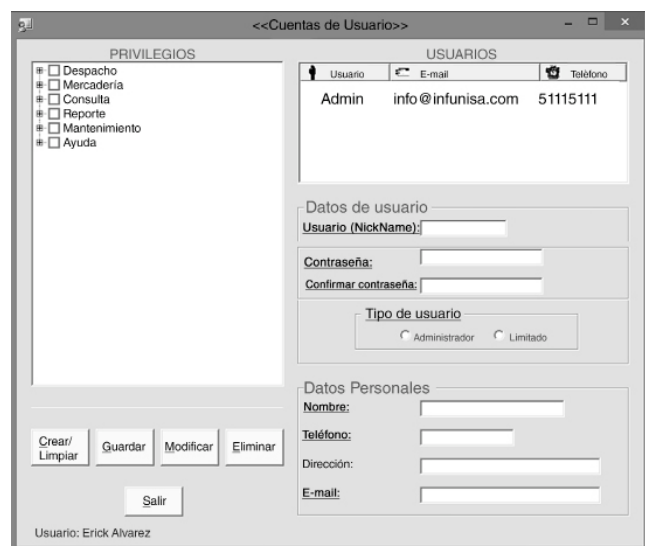 <<Cuentas de Usuario>>
PRIVILEGIOS
Despacho
Mercadería
Consulta
Reporte
Mantenimiento
Ayuda
USUARIOS
Usuario E-mail Teléfono
Admin info@infunisa.com 51115111
Datos de usuario
Usuario (NickName):
Contraseña:
Confirmar contraseña:
Tipo de usuario
Administrador Limitado
Datos Personales
Nombre:
Teléfono:
Dirección:
E-mail:
Crear/
Limpiar
Guardar
Modificar
Eliminar
Salir
Usuario: Erick Alvarez